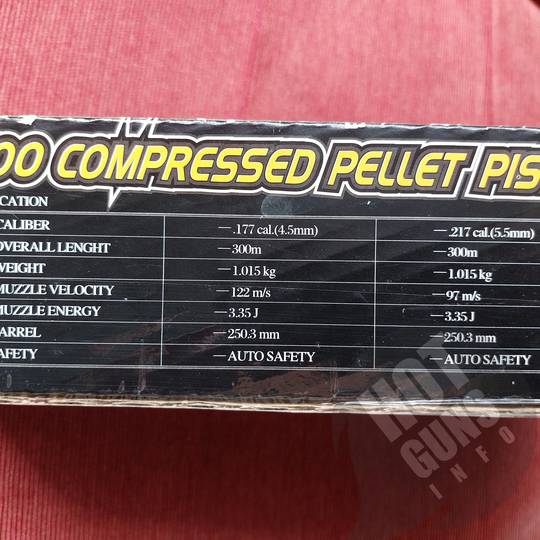 00 COMPRESSED PELLET PIS
ICATION
CALIBER —.177 cal.(4.5mm) —.217 cal.(5.5mm)
OVERALL LENGHT —300m —300m
WEIGHT —1.015 kg —1.015 kg
MUZZLE VELOCITY —122 m/s —97 m/s
MUZZLE ENERGY —3.35 J —3.35 J
ARREL —250.3 mm —250.3 mm
AFETY —AUTO SAFETY —AUTO SAFETY
HOT
GUNS
INFO